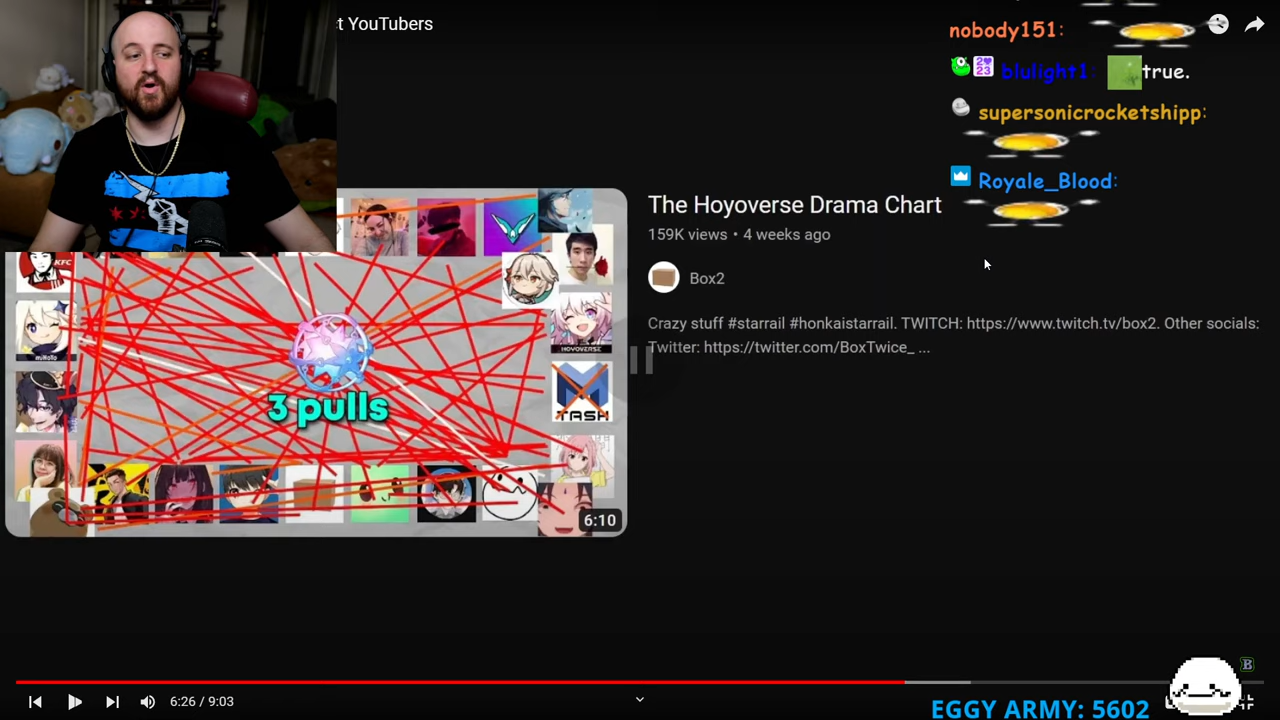 t YouTubers
nobody151:
blulight1: true.
supersonicrocketshipp:
Royale_Blood:
The Hoyoverse Drama Chart
159K views • 4 weeks ago
Box2
Crazy stuff #starrail #honkaistarrail. TWITCH: https://www.twitch.tv/box2. Other socials:
Twitter: https://twitter.com/BoxTwice_ ...
KFC
miHoYo
HOYOVERSE
TASH
3 pulls
6:10
6:26 / 9:03
EGGY ARMY: 5602
B